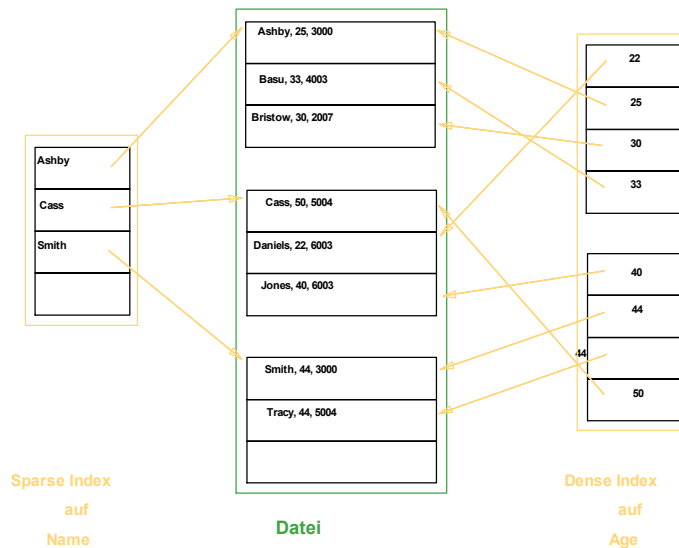 Ashby
Cass
Smith
Sparse Index
auf
Name
Ashby, 25, 3000
Basu, 33, 4003
Bristow, 30, 2007
Cass, 50, 5004
Daniels, 22, 6003
Jones, 40, 6003
Smith, 44, 3000
Tracy, 44, 5004
Datei
22
25
30
33
40
44
44
50
Dense Index
auf
Age